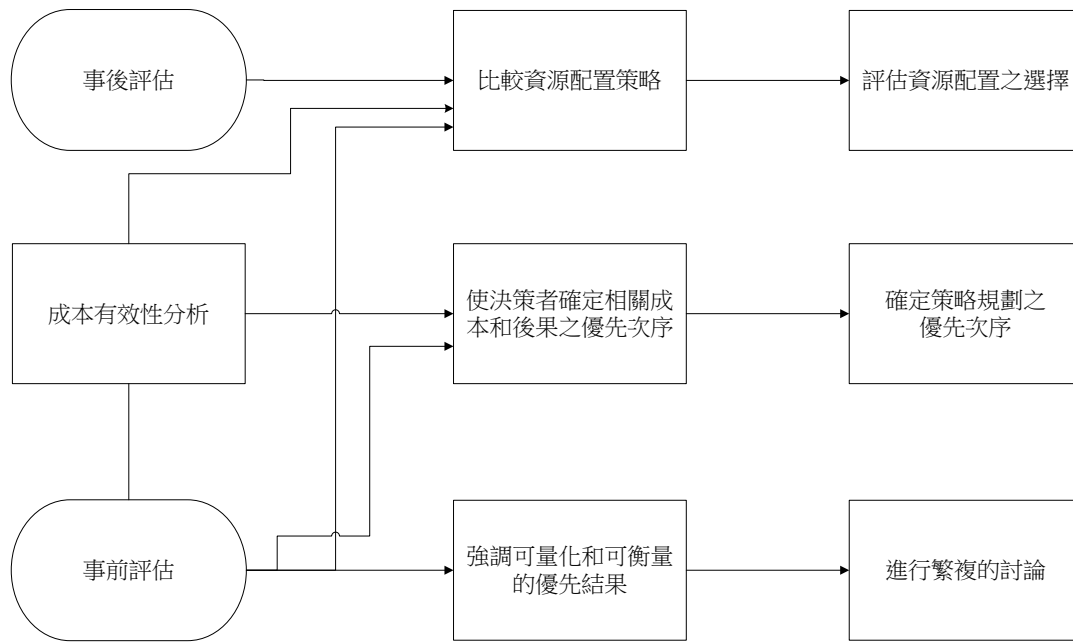 事後評估
比較資源配置策略
評估資源配置之選擇
成本有效性分析
使決策者確定相關成
本和後果之優先次序
確定策略規劃之
優先次序
事前評估
強調可量化和可衡量
的優先結果
進行繁複的討論